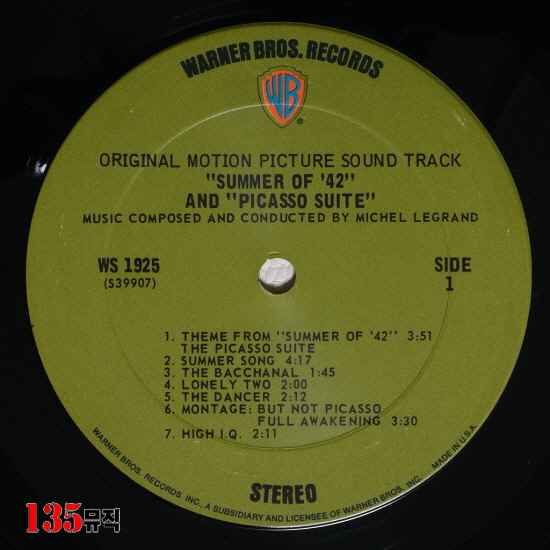 WARNER BROS. RECORDS
WB
®
ORIGINAL MOTION PICTURE SOUND TRACK
"SUMMER OF '42"
AND "PICASSO SUITE"
MUSIC COMPOSED AND CONDUCTED BY MICHEL LEGRAND
WS 1925
(S39907)
SIDE
1
1. THEME FROM "SUMMER OF '42" 3:51
THE PICASSO SUITE
2. SUMMER SONG 4:17
3. THE BACCHANAL 1:45
4. LONELY TWO 2:00
5. THE DANCER 2:12
6. MONTAGE: BUT NOT PICASSO
FULL AWAKENING 3:30
7. HIGH I.Q. 2:11
STEREO
WARNER BROS. RECORDS INC., A SUBSIDIARY AND LICENSEE OF WARNER BROS. INC. MADE IN U.S.A.
135뮤직